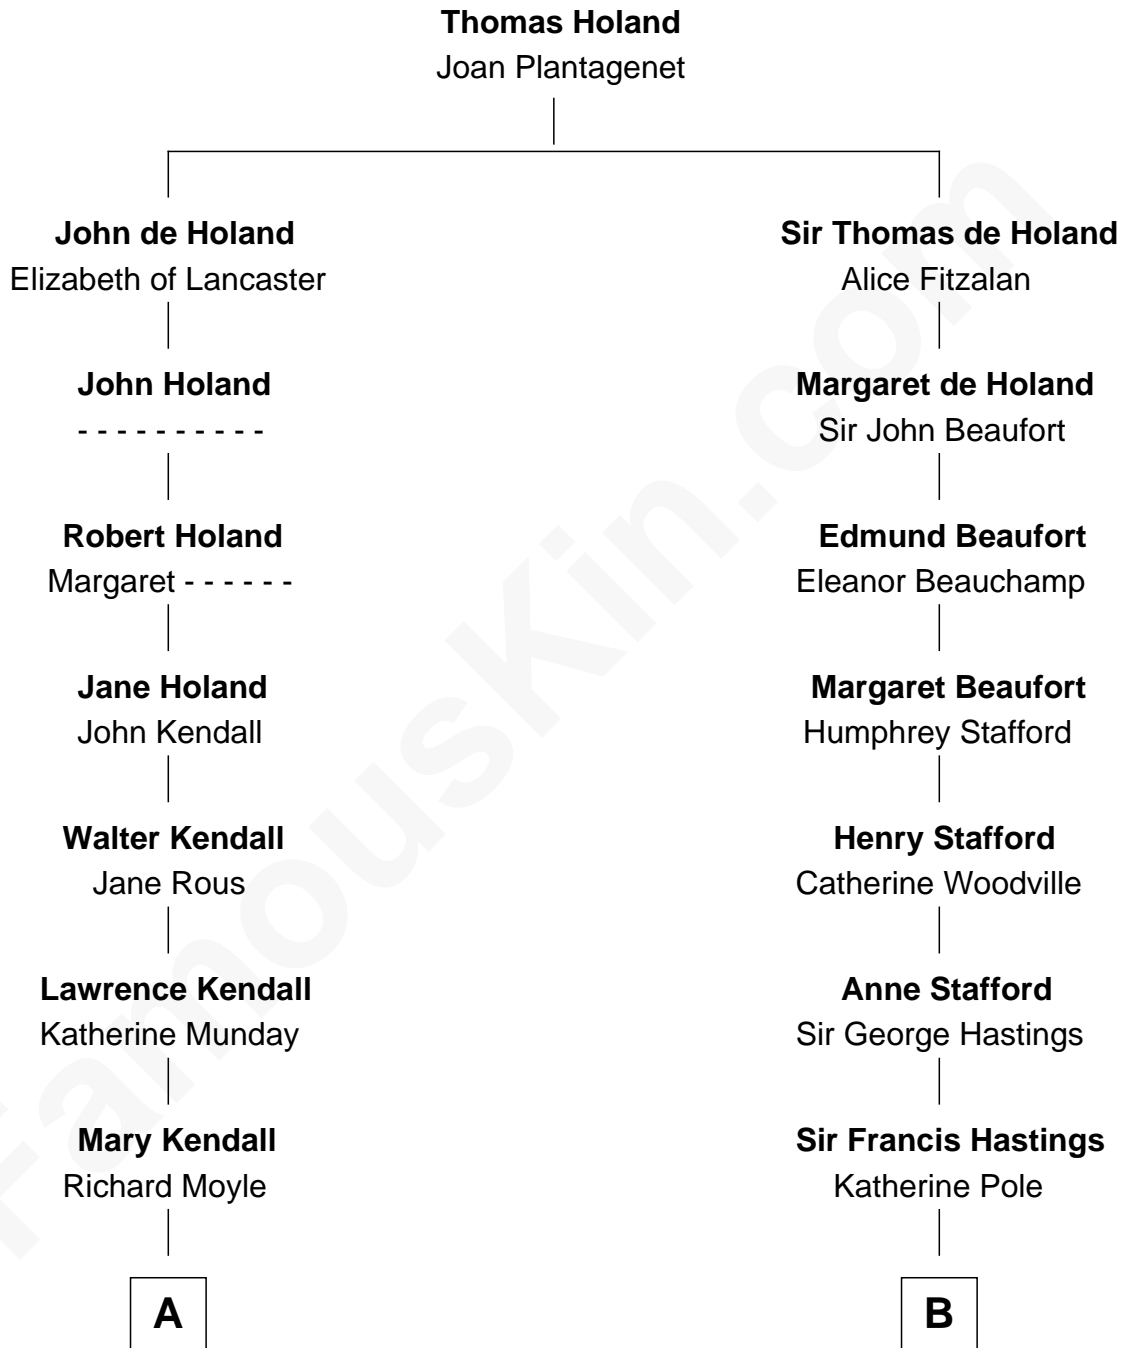 Thomas Holand
Joan Plantagenet
John de Holand
Elizabeth of Lancaster
Sir Thomas de Holand
Alice Fitzalan
John Holand
- - - - - - - - - -
Margaret de Holand
Sir John Beaufort
Robert Holand
Margaret - - - - - -
Edmund Beaufort
Eleanor Beauchamp
Jane Holand
John Kendall
Margaret Beaufort
Humphrey Stafford
Walter Kendall
Jane Rous
Henry Stafford
Catherine Woodville
Lawrence Kendall
Katherine Munday
Anne Stafford
Sir George Hastings
Mary Kendall
Richard Moyle
Sir Francis Hastings
Katherine Pole
A
B
FamousKin.com